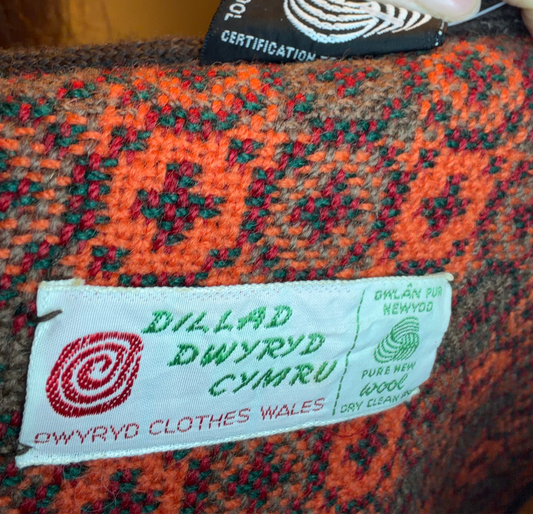 CERTIFICATION
DILLAD
DWYRYD
CYMRU
DWYRYD CLOTHES WALES
GWLÂN PUR
NEWYDD
PURE NEW
wool
DRY CLEAN